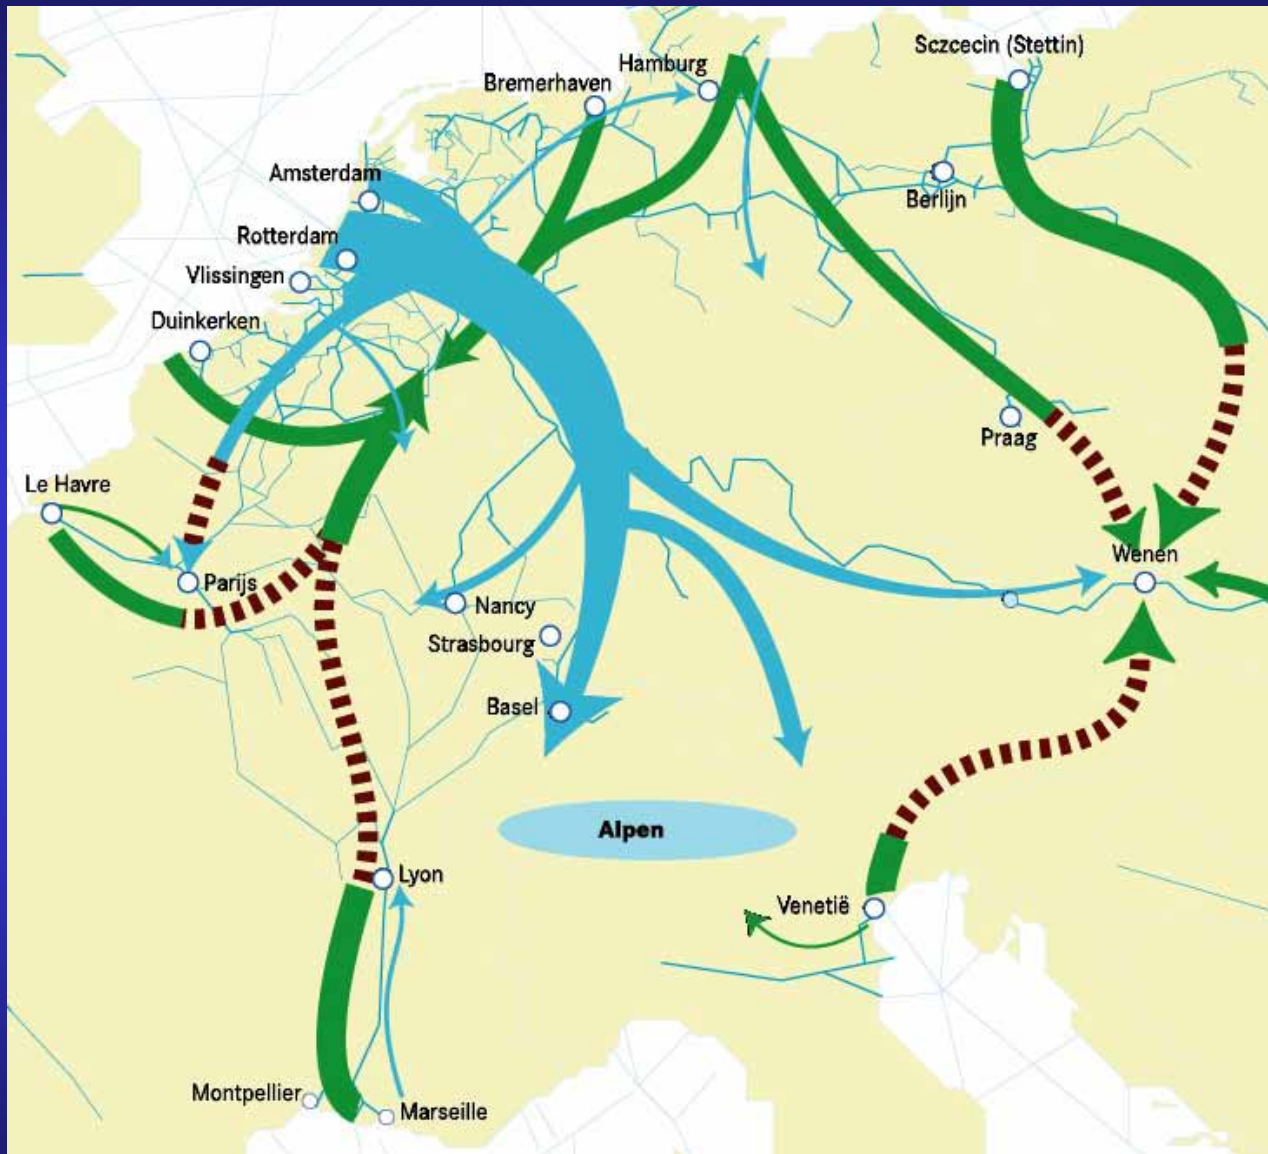 Sczcecin (Stettin)
Hamburg
Bremerhaven
Amsterdam
Berlijn
Rotterdam
Vlissingen
Duinkerken
Praag
Le Havre
Wenen
Parijs
Nancy
Strasbourg
Basel
Alpen
Lyon
Venetië
Montpellier
Marseille